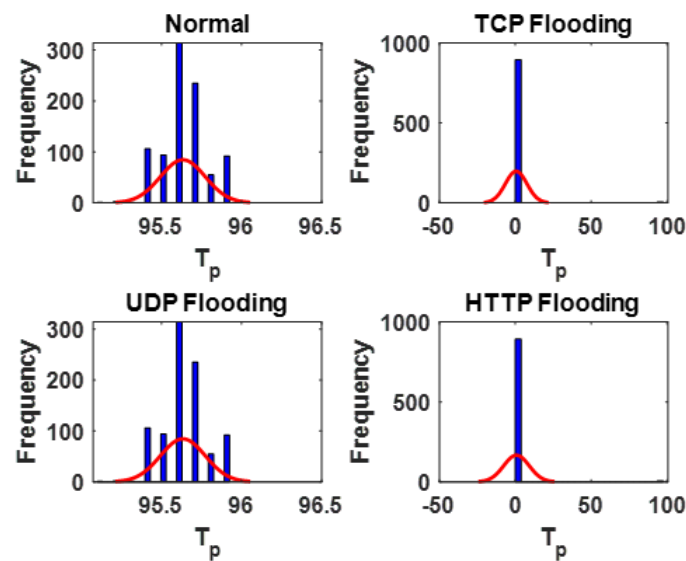 Normal
Frequency
300
200
100
0
95.5 96 96.5
Tp
TCP Flooding
Frequency
1000
500
0
-50 0 50 100
Tp
UDP Flooding
Frequency
300
200
100
0
95.5 96 96.5
Tp
HTTP Flooding
Frequency
1000
500
0
-50 0 50 100
Tp